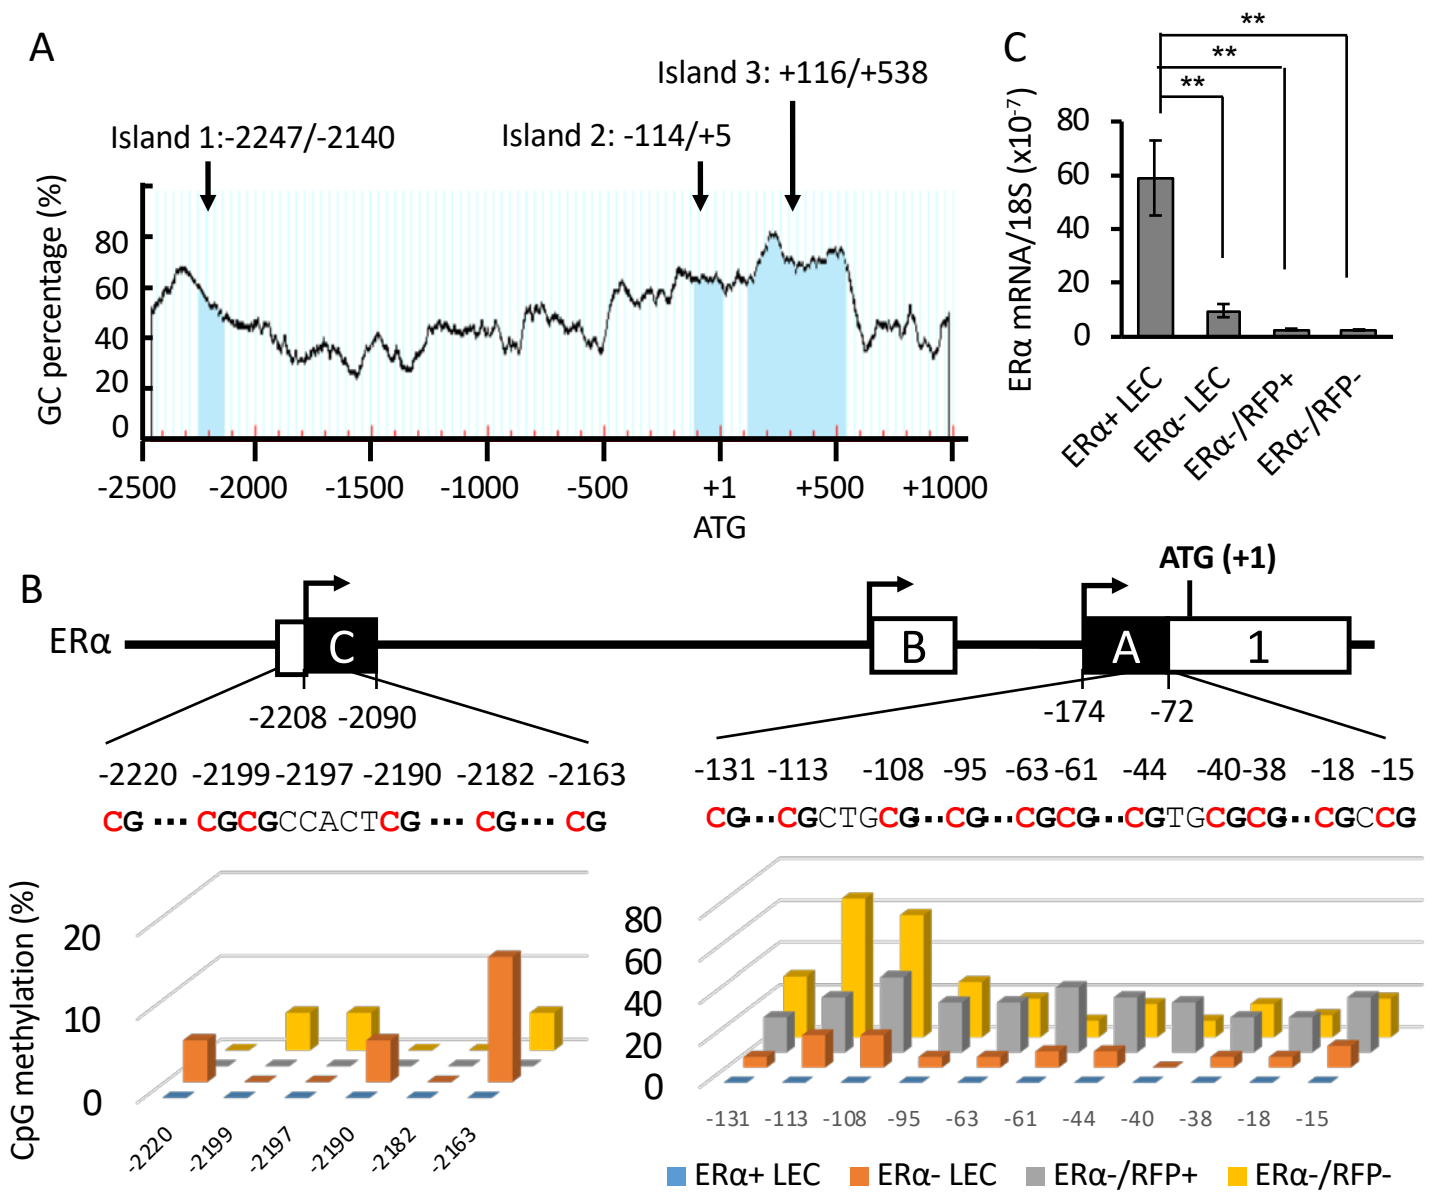 A
Island 1:-2247/-2140
Island 2: -114/+5
Island 3: +116/+538
GC percentage (%)
80
60
40
20
0
-2500 -2000 -1500 -1000 -500 +1 +500 +1000
ATG
C
** 
**
**
ERα mRNA/18S (x10-7)
80
60
40
20
0
ERα+ LEC
ERα- LEC
ERα-/RFP+
ERα-/RFP-
B
ATG (+1)
ERα C B A 1
-2208 -2090 -174 -72
-2220 -2199 -2197 -2190 -2182 -2163
CG ··· CGCGCCACTCG ··· CG··· CG
-131 -113 -108 -95 -63 -61 -44 -40 -38 -18 -15
CG··CGCTGCG··CG··CGCG··CGTGCGCG··CGCCG
CpG methylation (%)
20
10
0
-2220 -2199 -2197 -2190 -2182 -2163
80
60
40
20
0
-131 -113 -108 -95 -63 -61 -44 -40 -38 -18 -15
ERα+ LEC ERα- LEC ERα-/RFP+ ERα-/RFP-